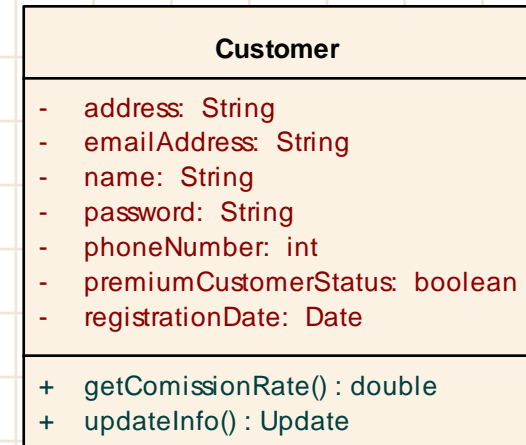 Customer
- address: String
- emailAddress: String
- name: String
- password: String
- phoneNumber: int
- premiumCustomerStatus: boolean
- registrationDate: Date
+ getComissionRate() : double
+ updateInfo() : Update